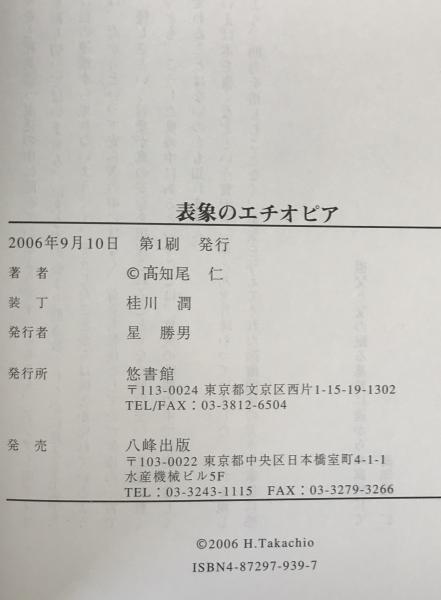 表象のエチオピア
2006年9月10日　第1刷　発行
著　者　©高知尾　仁
装　丁　桂川　潤
発行者　星　勝男
発行所　悠書館
〒113-0024 東京都文京区西片1-15-19-1302
TEL/FAX：03-3812-6504
発　売　八峰出版
〒103-0022 東京都中央区日本橋室町4-1-1
水産機械ビル5F
TEL：03-3243-1115　FAX：03-3279-3266
©2006 H.Takachio
ISBN4-87297-939-7